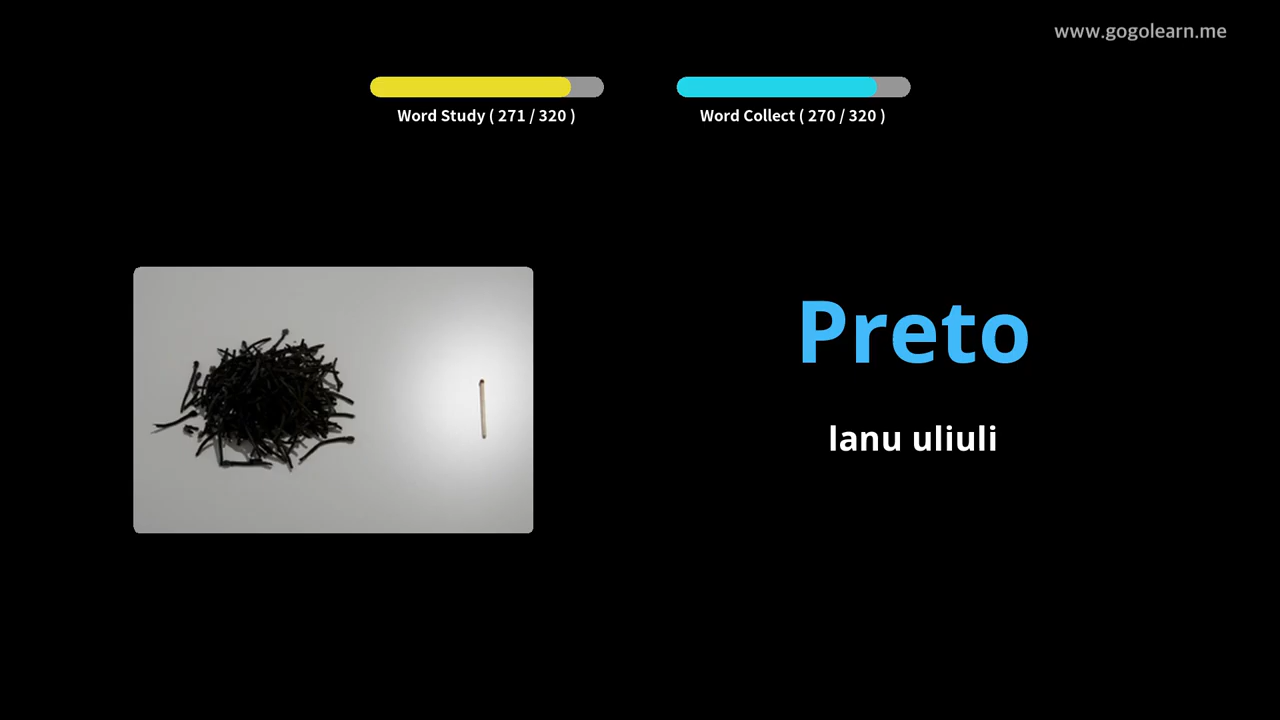 www.gogolearn.me
Word Study ( 271 / 320 )
Word Collect ( 270 / 320 )
Preto
lanu uliuli